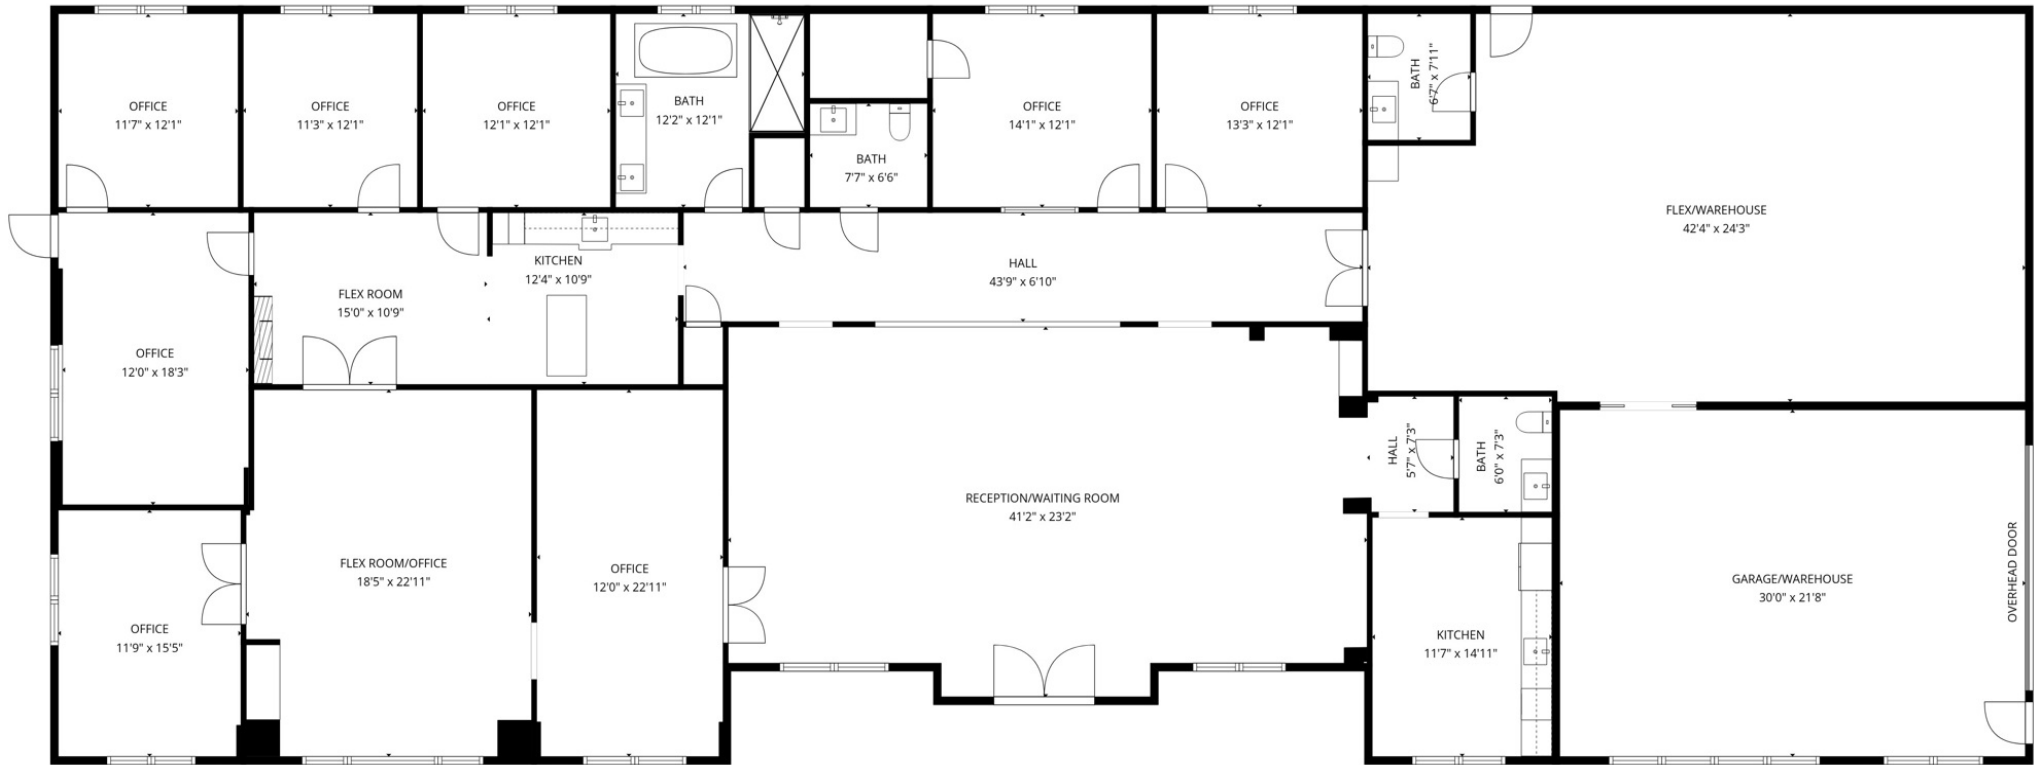 OFFICE
11'7" x 12'1"
OFFICE
11'3" x 12'1"
OFFICE
12'1" x 12'1"
BATH
12'2" x 12'1"
BATH
7'7" x 6'6"
OFFICE
14'1" x 12'1"
OFFICE
13'3" x 12'1"
BATH
6'7" x 7'11"
FLEX/WAREHOUSE
42'4" x 24'3"
KITCHEN
12'4" x 10'9"
HALL
43'9" x 6'10"
FLEX ROOM
15'0" x 10'9"
OFFICE
12'0" x 18'3"
HALL
5'7" x 7'3"
BATH
6'0" x 7'3"
RECEPTION/WAITING ROOM
41'2" x 23'2"
FLEX ROOM/OFFICE
18'5" x 22'11"
OFFICE
12'0" x 22'11"
GARAGE/WAREHOUSE
30'0" x 21'8"
OVERHEAD DOOR
OFFICE
11'9" x 15'5"
KITCHEN
11'7" x 14'11"